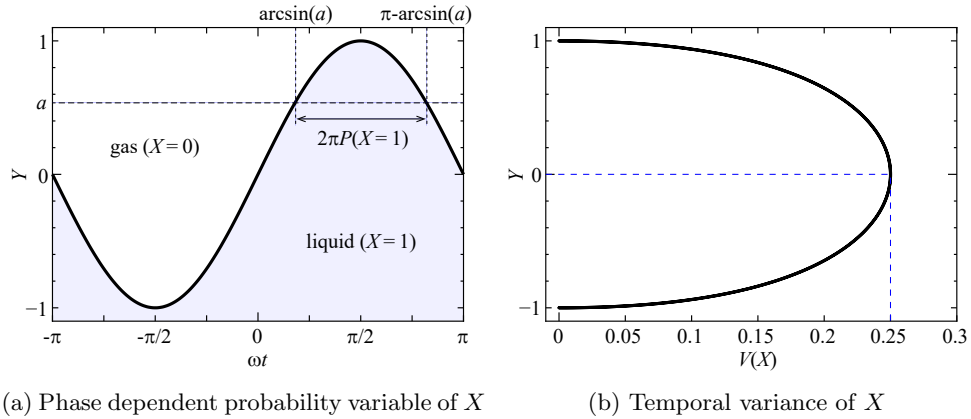 arcsin(a) π-arcsin(a)
1
a
2πP(X=1)
gas (X=0)
Y 0
liquid (X=1)
−1
-π -π/2 0 π/2 π
ωt
1
Y 0
−1
0 0.05 0.1 0.15 0.2 0.25 0.3
V(X)
(a) Phase dependent probability variable of X
(b) Temporal variance of X